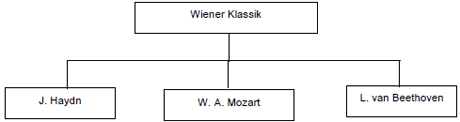 Wiener Klassik
J. Haydn
W. A. Mozart
L. van Beethoven